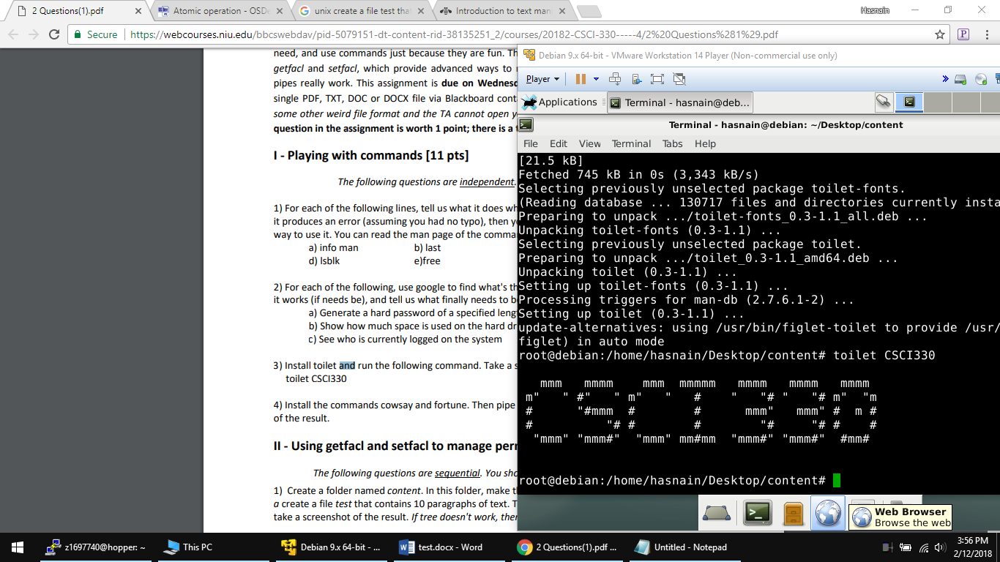 2 Questions(1).pdf
Atomic operation - OSDe
unix create a file test tha
Introduction to text man
Hasnain
Secure
https://webcourses.niu.edu/bbcswebdav/pid-5079151-dt-content-rid-38135251_2/courses/20182-CSCI-330-----4/2%20Questions%281%29.pdf
need, and use commands just because they are fun. Th
getfacl and setfacl, which provide advanced ways to
pipes really work. This assignment is due on Wednesd
single PDF, TXT, DOC or DOCX file via Blackboard cont
some other weird file format and the TA cannot open y
question in the assignment is worth 1 point; there is a
I - Playing with commands [11 pts]
The following questions are independent.
1) For each of the following lines, tell us what it does wh
it produces an error (assuming you had no typo), then yo
way to use it. You can read the man page of the comma
a) info man b) last
d) lsblk e)free
2) For each of the following, use google to find what's th
it works (if needs be), and tell us what finally needs to b
a) Generate a hard password of a specified leng
b) Show how much space is used on the hard dr
c) See who is currently logged on the system
3) Install toilet and run the following command. Take a s
toilet CSCI330
4) Install the commands cowsay and fortune. Then pipe
of the result.
II - Using getfacl and setfacl to manage perr
The following questions are sequential. You sho
1) Create a folder named content. In this folder, make th
a create a file test that contains 10 paragraphs of text. T
take a screenshot of the result. If tree doesn't work, then
Debian 9.x 64-bit - VMware Workstation 14 Player (Non-commercial use only)
Player
Applications
Terminal - hasnain@deb...
Terminal - hasnain@debian: ~/Desktop/content
File Edit View Terminal Tabs Help
[21.5 kB]
Fetched 745 kB in 0s (3,343 kB/s)
Selecting previously unselected package toilet-fonts.
(Reading database ... 130717 files and directories currently insta
Preparing to unpack .../toilet-fonts_0.3-1.1_all.deb ...
Unpacking toilet-fonts (0.3-1.1) ...
Selecting previously unselected package toilet.
Preparing to unpack .../toilet_0.3-1.1_amd64.deb ...
Unpacking toilet (0.3-1.1) ...
Setting up toilet-fonts (0.3-1.1) ...
Processing triggers for man-db (2.7.6.1-2) ...
Setting up toilet (0.3-1.1) ...
update-alternatives: using /usr/bin/figlet-toilet to provide /usr/
figlet) in auto mode
root@debian:/home/hasnain/Desktop/content# toilet CSCI330
CSCI330
root@debian:/home/hasnain/Desktop/content#
Web Browser
Browse the web
z1697740@hopper: ~
This PC
Debian 9.x 64-bit - ...
test.docx - Word
2 Questions(1).pdf ...
Untitled - Notepad
3:56 PM
2/12/2018